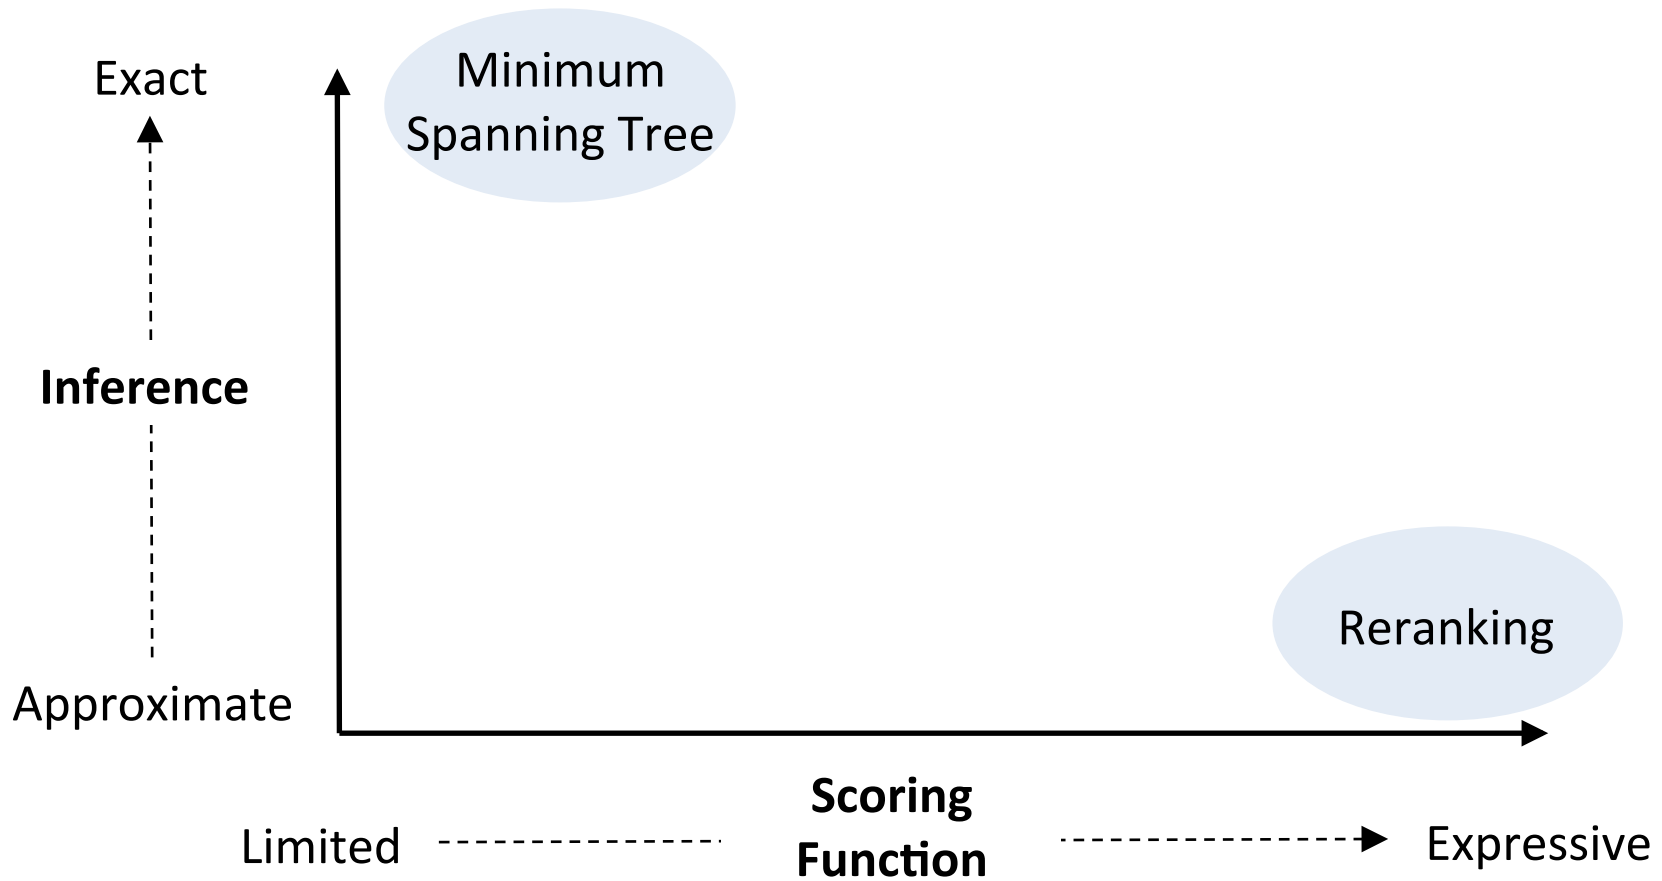 Exact
Minimum
Spanning Tree
Inference
Reranking
Approximate
Scoring
Function
Limited
Expressive